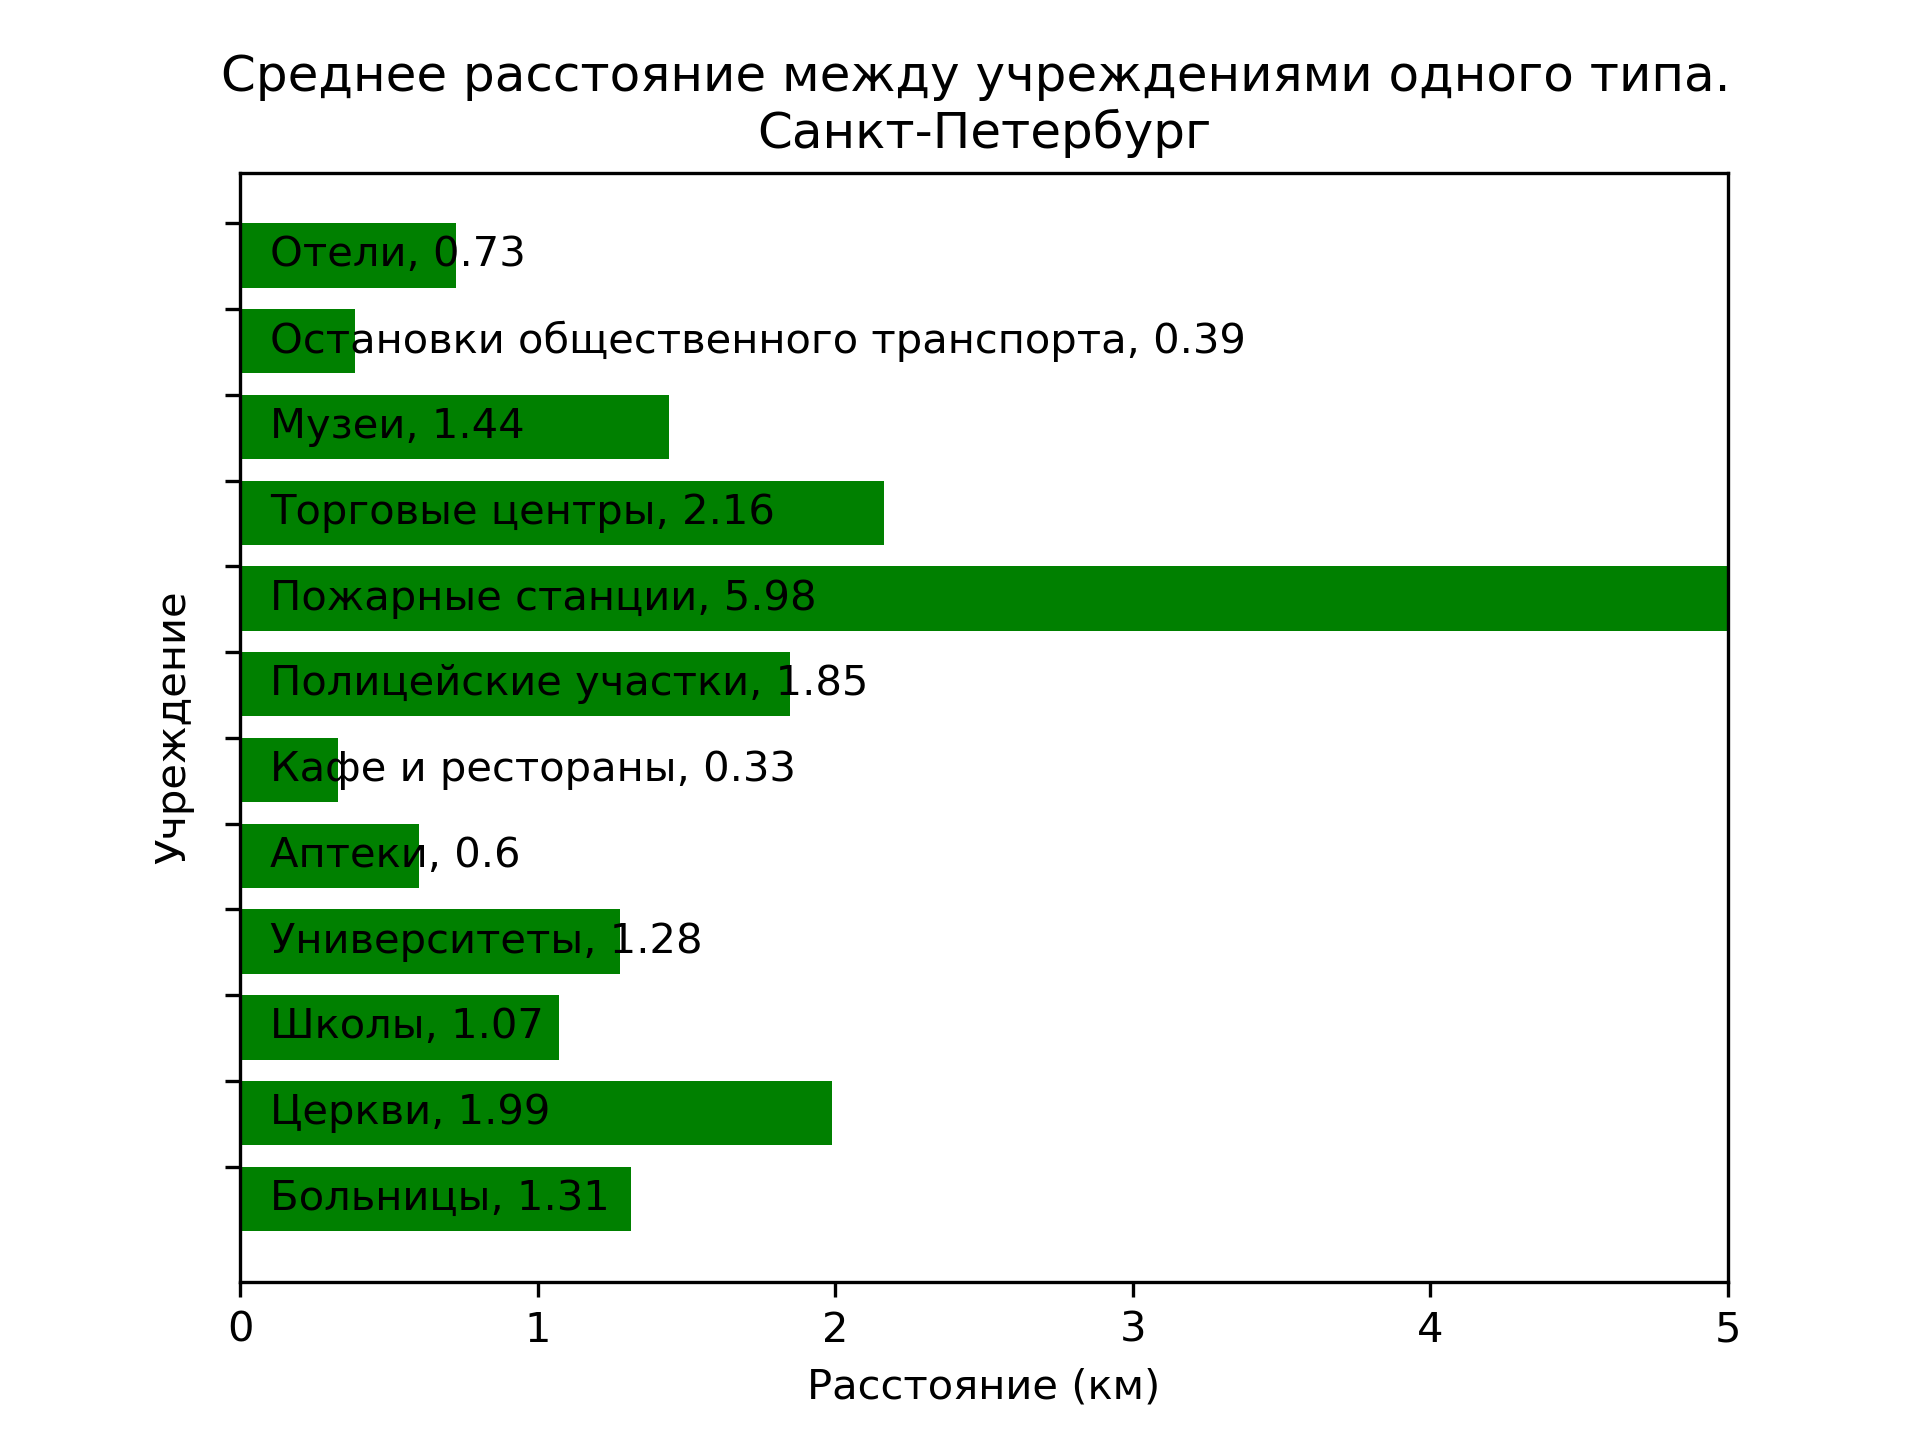 Среднее расстояние между учреждениями одного типа.
Санкт-Петербург
Отели, 0.73
Остановки общественного транспорта, 0.39
Музеи, 1.44
Торговые центры, 2.16
Пожарные станции, 5.98
Полицейские участки, 1.85
Кафе и рестораны, 0.33
Аптеки, 0.6
Университеты, 1.28
Школы, 1.07
Церкви, 1.99
Больницы, 1.31
Учреждение
0 1 2 3 4 5
Расстояние (км)